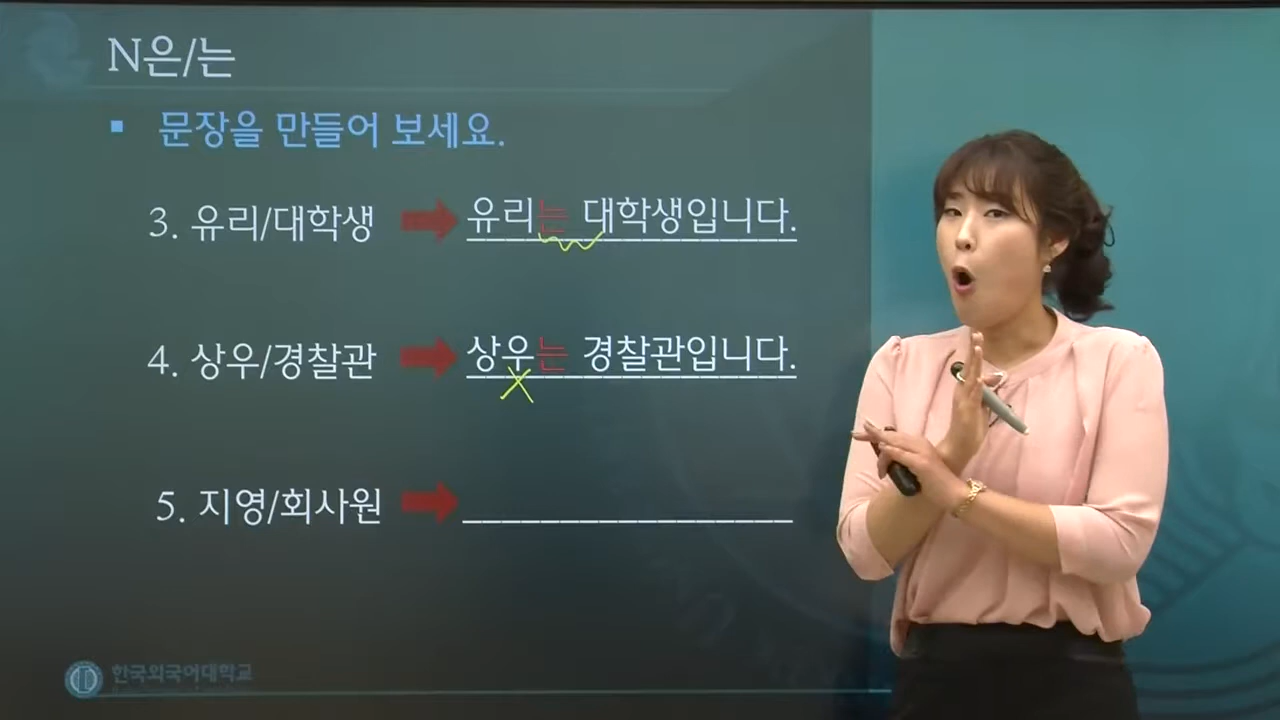 N은/는
▪ 문장을 만들어 보세요.
3. 유리/대학생 ➡ 유리는 대학생입니다.
4. 상우/경찰관 ➡ 상우는 경찰관입니다.
X
5. 지영/회사원 ➡ ____________________
한국외국어대학교